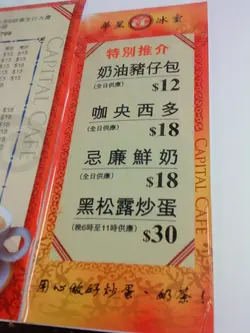 華星冰室
特別推介
奶油豬仔包
(全日供應) $12
咖央西多
(全日供應) $18
忌廉鮮奶
(全日供應) $18
黑松露炒蛋
(晚6時至11時供應) $30
用心做好炒蛋、奶茶!
CAPITAL CAFE
CAPITAL CAFE